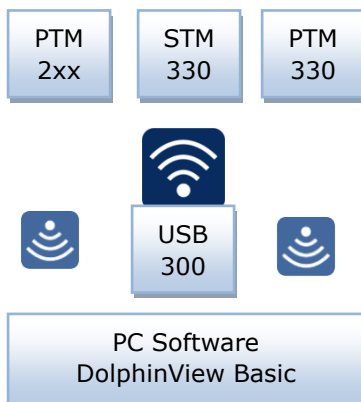 PTM
2xx
STM
330
PTM
330
USB
300
PC Software
DolphinView Basic